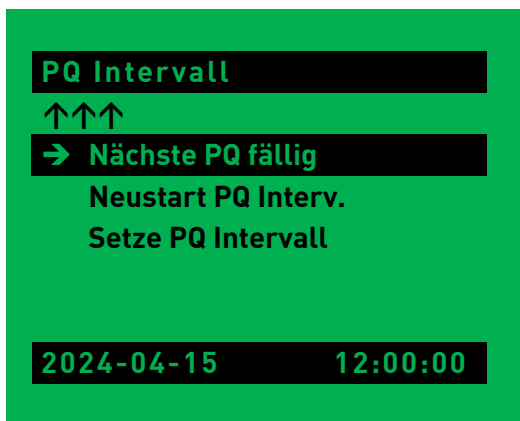 PQ Intervall
↑↑↑
→ Nächste PQ fällig
Neustart PQ Interv.
Setze PQ Intervall
2024-04-15 12:00:00